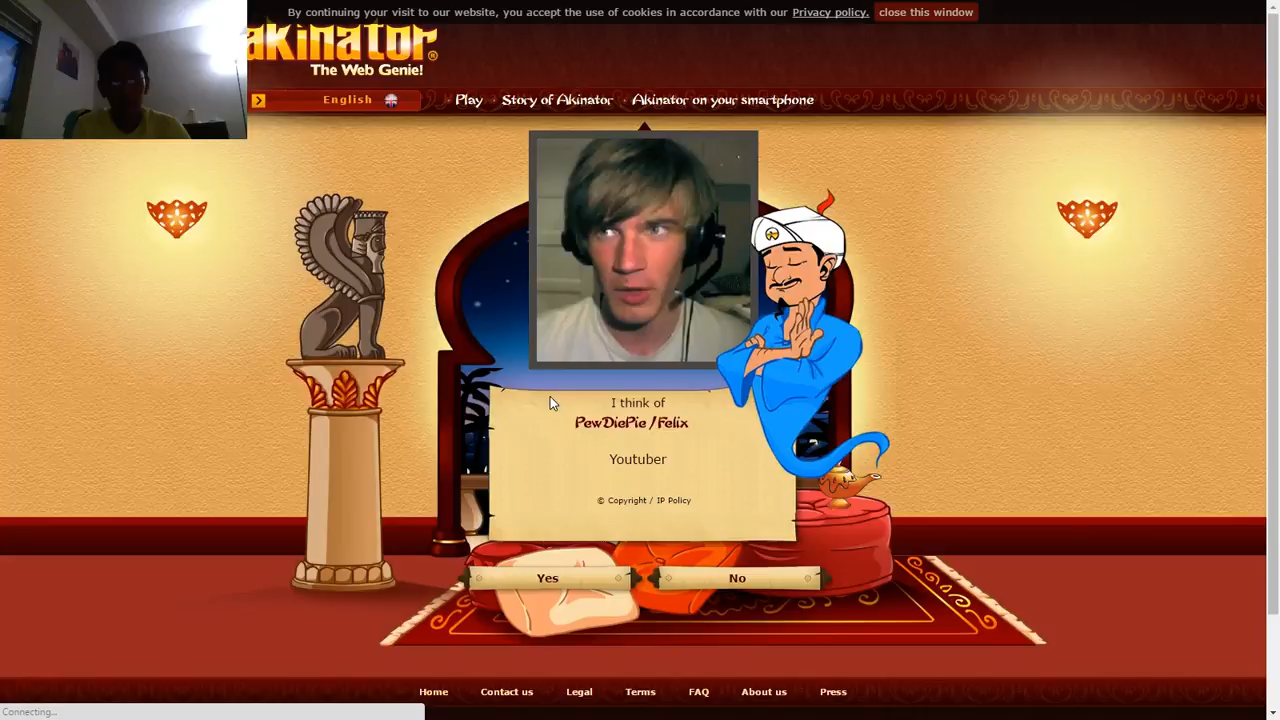 By continuing your visit to our website, you accept the use of cookies in accordance with our Privacy policy. close this window
akinator®
The Web Genie!
English
Play · Story of Akinator · Akinator on your smartphone
I think of
PewDiePie /Felix
Youtuber
© Copyright / IP Policy
Yes
No
Home Contact us Legal Terms FAQ About us Press
Connecting...